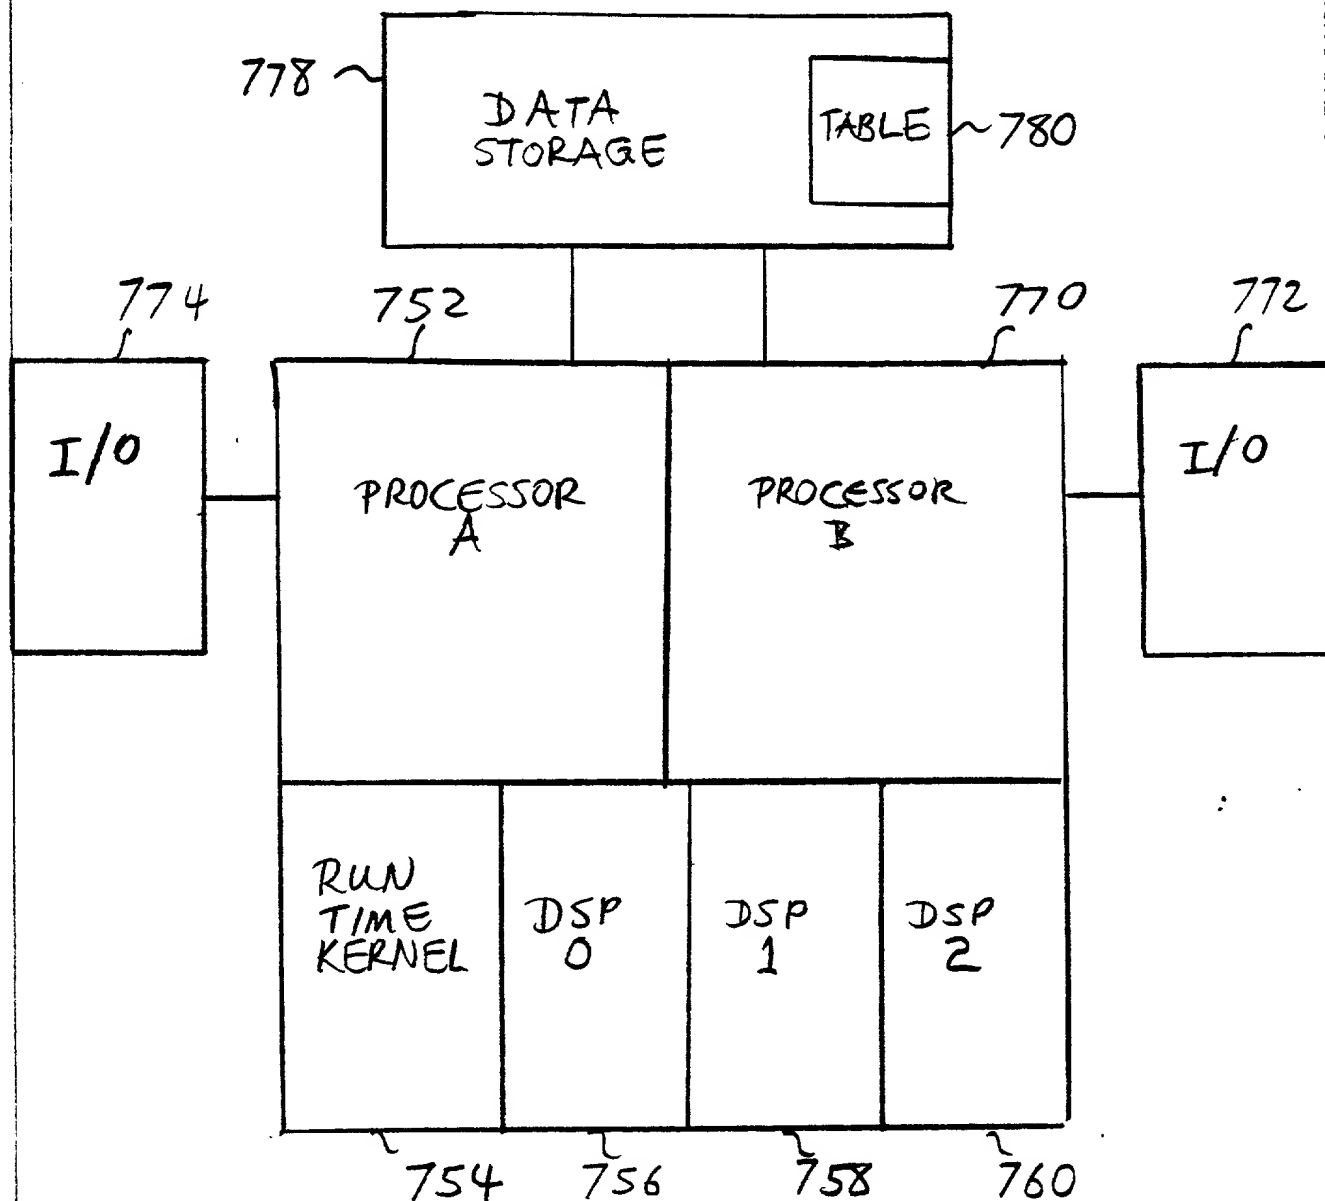 778
DATA
STORAGE
TABLE
780
774
752
770
772
I/O
PROCESSOR
A
PROCESSOR
B
I/O
RUN
TIME
KERNEL
DSP
0
DSP
1
DSP
2
754
756
758
760